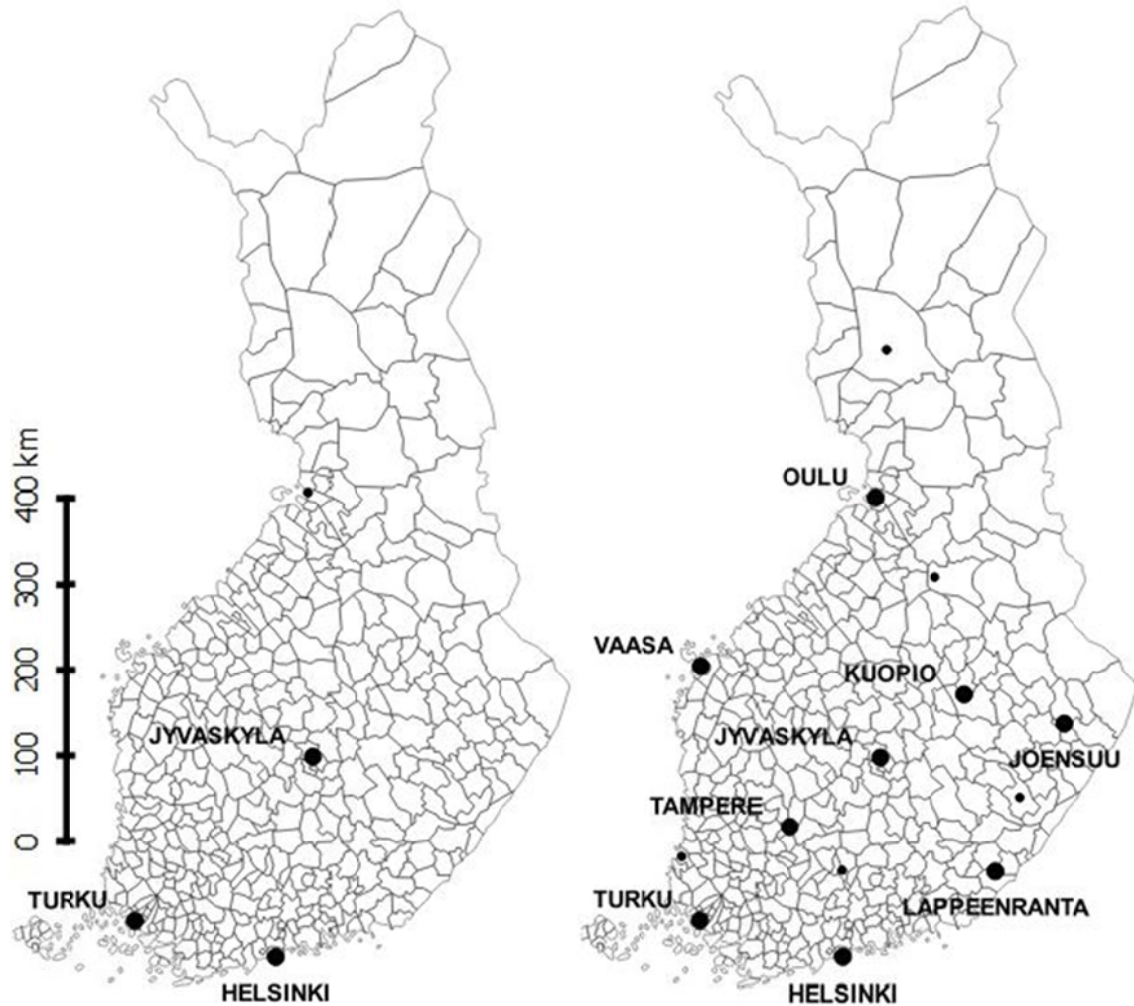 400 km
300
200
100
0
JYVASKYLA
TURKU
HELSINKI
OULU
VAASA
KUOPIO
JYVASKYLA
JOENSUU
TAMPERE
TURKU
LAPPEENRANTA
HELSINKI